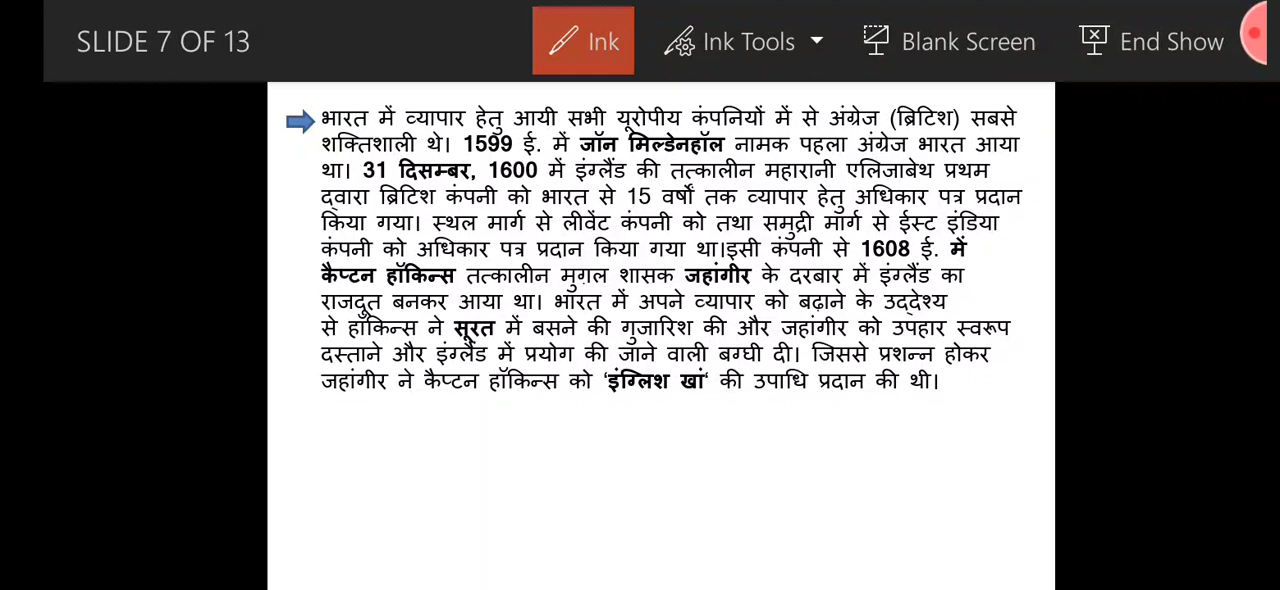 SLIDE 7 OF 13
Ink
Ink Tools
Blank Screen
End Show
भारत में व्यापार हेतु आयी सभी यूरोपीय कंपनियों में से अंग्रेज (ब्रिटिश) सबसे
शक्तिशाली थे। 1599 ई. में जॉन मिल्डेनहॉल नामक पहला अंग्रेज भारत आया
था। 31 दिसम्बर, 1600 में इंग्लैंड की तत्कालीन महारानी एलिजाबेथ प्रथम
द्वारा ब्रिटिश कंपनी को भारत से 15 वर्षों तक व्यापार हेतु अधिकार पत्र प्रदान
किया गया। स्थल मार्ग से लीवेंट कंपनी को तथा समुद्री मार्ग से ईस्ट इंडिया
कंपनी को अधिकार पत्र प्रदान किया गया था।इसी कंपनी से 1608 ई. में
कैप्टन हॉकिन्स तत्कालीन मुग़ल शासक जहांगीर के दरबार में इंग्लैंड का
राजदूत बनकर आया था। भारत में अपने व्यापार को बढ़ाने के उद्देश्य
से हॉकिन्स ने सूरत में बसने की गुजारिश की और जहांगीर को उपहार स्वरूप
दस्ताने और इंग्लैंड में प्रयोग की जाने वाली बग्घी दी। जिससे प्रशन्न होकर
जहांगीर ने कैप्टन हॉकिन्स को ‘इंग्लिश खां‘ की उपाधि प्रदान की थी।